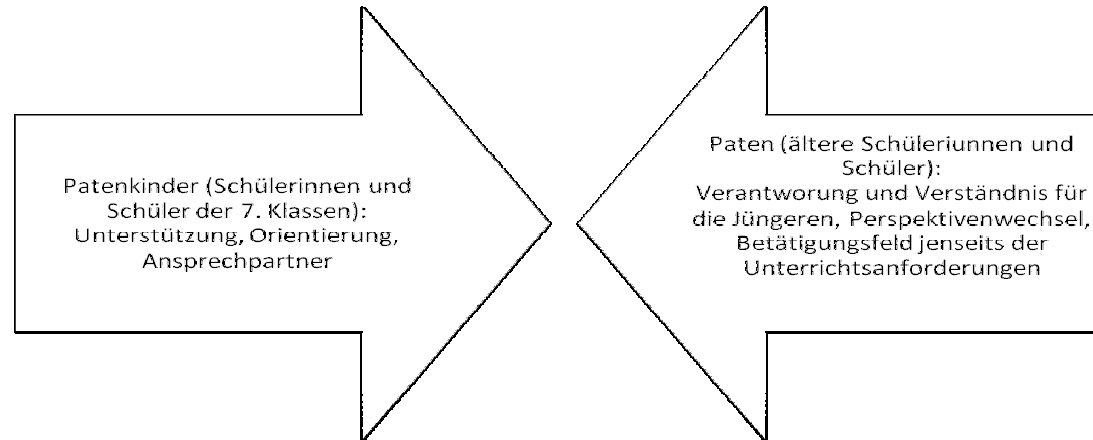 Patenkinder (Schülerinnen und
Schüler der 7. Klassen):
Unterstützung, Orientierung,
Ansprechpartner
Paten (ältere Schüleriunnen und
Schüler):
Verantworung und Verständnis für
die Jüngeren, Perspektivenwechsel,
Betätigungsfeld jenseits der
Unterrichtsanforderungen